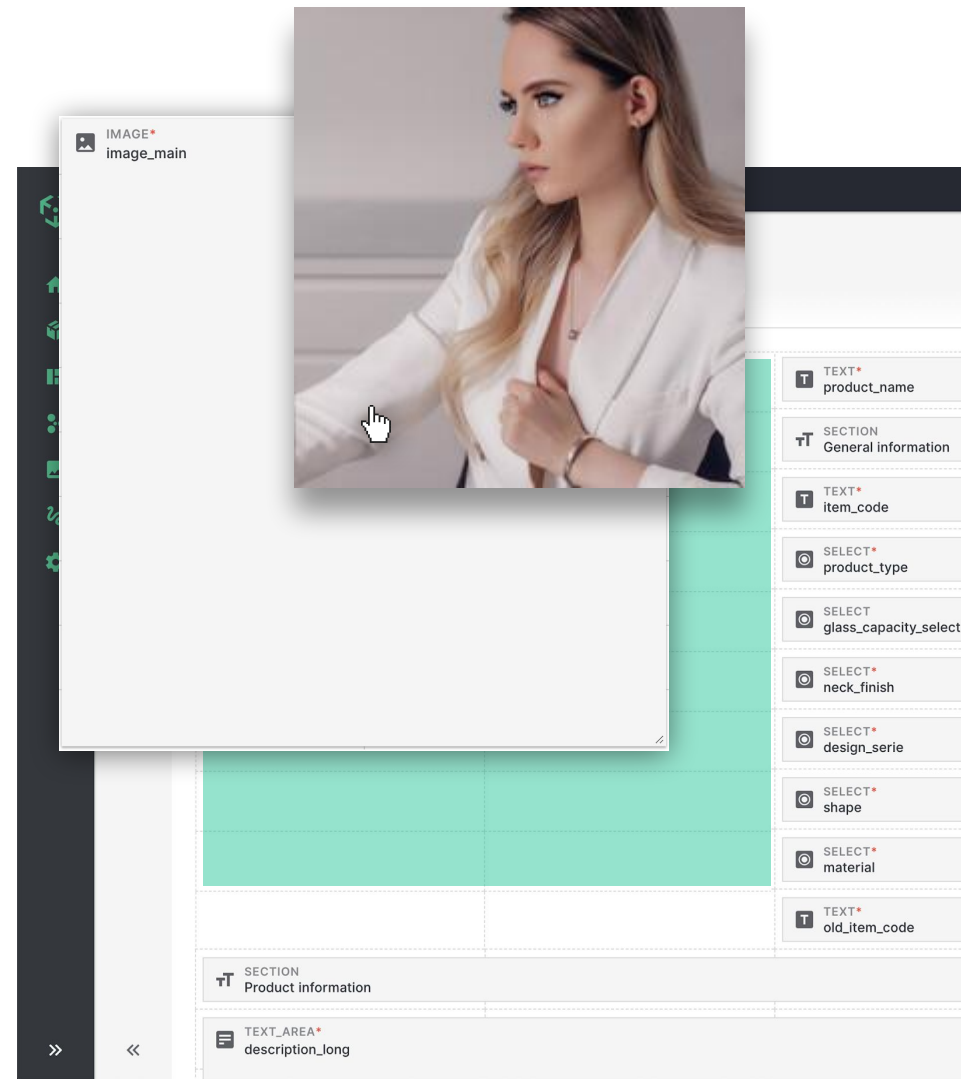 IMAGE*
image_main
TEXT*
product_name
SECTION
General information
TEXT*
item_code
SELECT*
product_type
SELECT
glass_capacity_select
SELECT*
neck_finish
SELECT*
design_serie
SELECT*
shape
SELECT*
material
TEXT*
old_item_code
SECTION
Product information
TEXT_AREA*
description_long